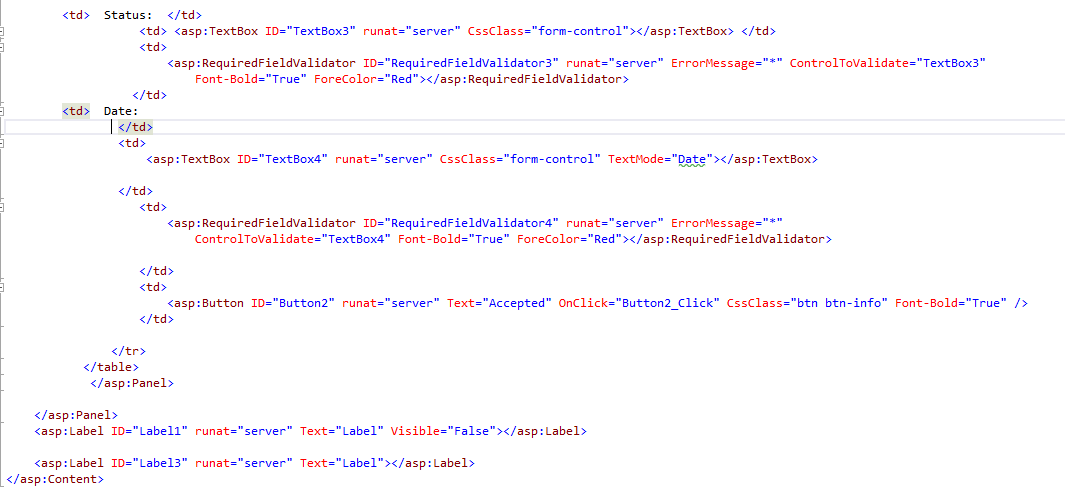 <td>  Status:  </td>
<td> <asp:TextBox ID="TextBox3" runat="server" CssClass="form-control"></asp:TextBox> </td>
<td>
<asp:RequiredFieldValidator ID="RequiredFieldValidator3" runat="server" ErrorMessage="*" ControlToValidate="TextBox3"
Font-Bold="True" ForeColor="Red"></asp:RequiredFieldValidator>
</td>
<td>  Date:
</td>
<td>
<asp:TextBox ID="TextBox4" runat="server" CssClass="form-control" TextMode="Date"></asp:TextBox>
</td>
<td>
<asp:RequiredFieldValidator ID="RequiredFieldValidator4" runat="server" ErrorMessage="*"
ControlToValidate="TextBox4" Font-Bold="True" ForeColor="Red"></asp:RequiredFieldValidator>
</td>
<td>
<asp:Button ID="Button2" runat="server" Text="Accepted" OnClick="Button2_Click" CssClass="btn btn-info" Font-Bold="True" />
</td>
</tr>
</table>
</asp:Panel>
</asp:Panel>
<asp:Label ID="Label1" runat="server" Text="Label" Visible="False"></asp:Label>
<asp:Label ID="Label3" runat="server" Text="Label"></asp:Label>
</asp:Content>